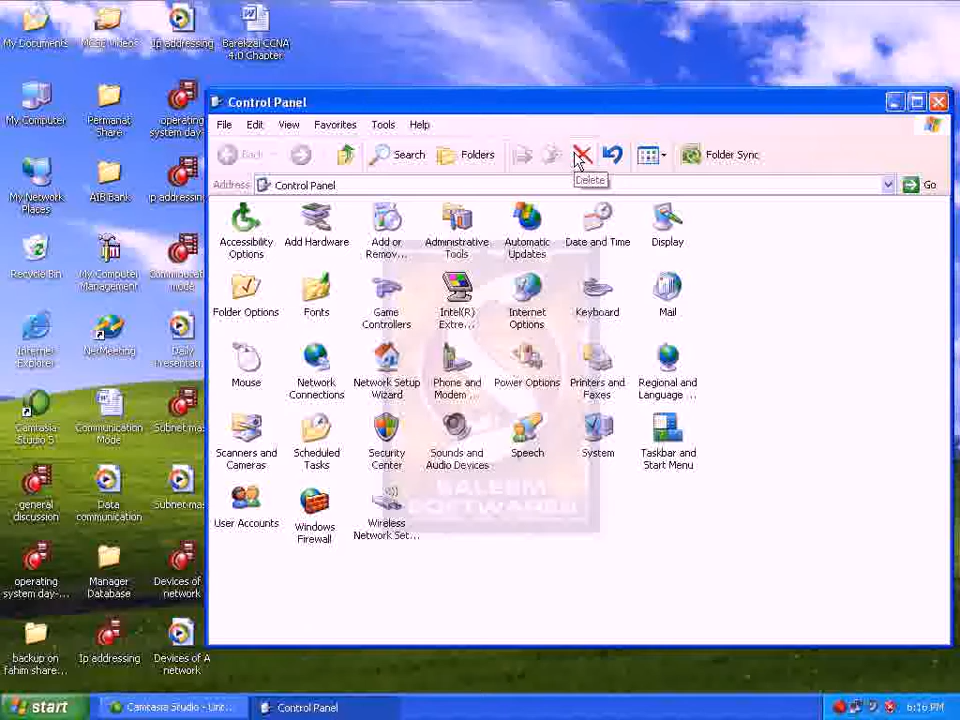 My Documents
MCSE Videos
Ip addressing
Barekzai CCNA
4.0 Chapter
My Computer
Permanat
Share
operating
system day-
My Network
Places
AIB Bank
ip addressing
Recycle Bin
My Computer
Management
mode
Internet
Explorer
NetMeeting
Daily
Camtasia
Studio 5
Communication
Mode
general
discussion
Data
communication
operating
system day-...
Manager
Database
Devices of
network
backup on
fahim share...
Ip addressing
Devices of A
network
Control Panel
File Edit View Favorites Tools Help
Back Search Folders Folder Sync
Delete
Address Control Panel Go
Accessibility
Options
Add Hardware
Add or
Remov...
Administrative
Tools
Automatic
Updates
Date and Time
Display
Folder Options
Fonts
Game
Controllers
Intel(R)
Extre...
Internet
Options
Keyboard
Mail
Mouse
Network
Connections
Network Setup
Wizard
Phone and
Modem ...
Power Options
Printers and
Faxes
Regional and
Language ...
Scanners and
Cameras
Scheduled
Tasks
Security
Center
Sounds and
Audio Devices
Speech
System
Taskbar and
Start Menu
User Accounts
Windows
Firewall
Wireless
Network Set...
SALEEM
SOFTWARES
start
Camtasia Studio - Unt...
Control Panel
6:16 PM